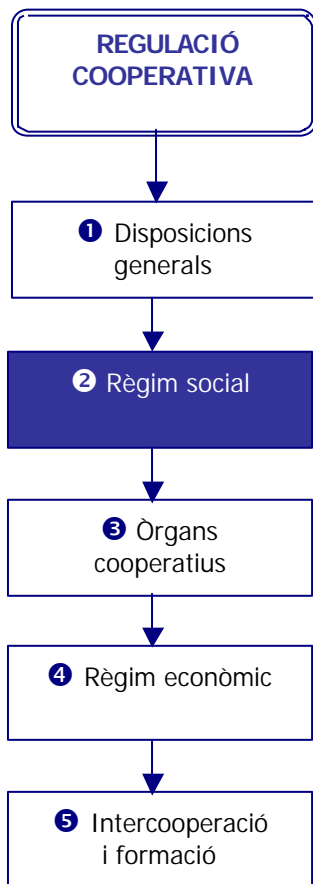 REGULACIÓ
COOPERATIVA
❶ Disposicions
generals
❷ Règim social
❸ Òrgans
cooperatius
❹ Règim econòmic
❺ Intercooperació
i formació